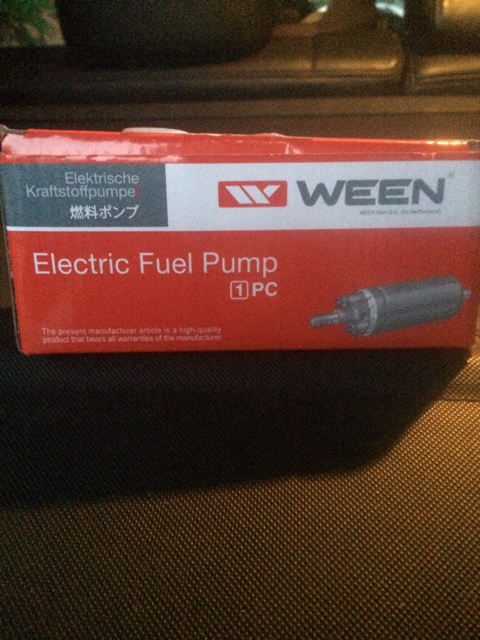 Elektrische
Kraftstoffpumpe/
燃料ポンプ
WEEN®
Electric Fuel Pump
1 PC
The present manufacturer article is a high-quality
product that bears all warranties of the manufacturer